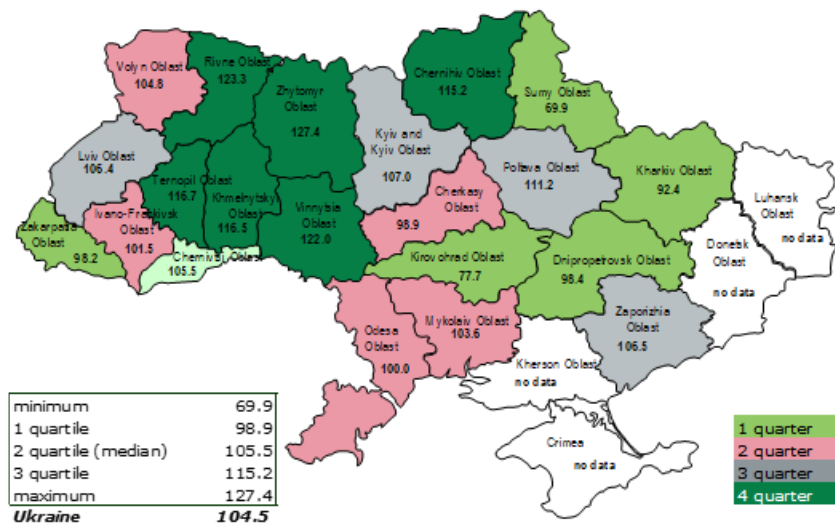 Volyn Oblast
104.8
Rivne Oblast
123.3
Zhytomyr
Oblast
127.4
Chernihiv Oblast
115.2
Sumy Oblast
69.9
Kyiv and
Kyiv Oblast
107.0
Lviv Oblast
106.4
Ternopil Oblast
116.7
Khmelnytskyi
Oblast
116.5
Vinnytsia
Oblast
122.0
Cherkasy
Oblast
98.9
Poltava Oblast
111.2
Kharkiv Oblast
92.4
Luhansk
Oblast
no data
Donetsk
Oblast
no data
Zakarpatia
Oblast
98.2
Ivano-Frankivsk
Oblast
101.5
Oblast
105.5
Kirovohrad Oblast
77.7
Dnipropetrovsk Oblast
98.4
Zaporizhia
Oblast
106.5
Odesa
Oblast
100.0
Mykolaiv Oblast
103.6
Kherson Oblast
no data
Crimea
no data
minimum 69.9
1 quartile 98.9
2 quartile (median) 105.5
3 quartile 115.2
maximum 127.4
Ukraine 104.5
1 quarter
2 quarter
3 quarter
4 quarter